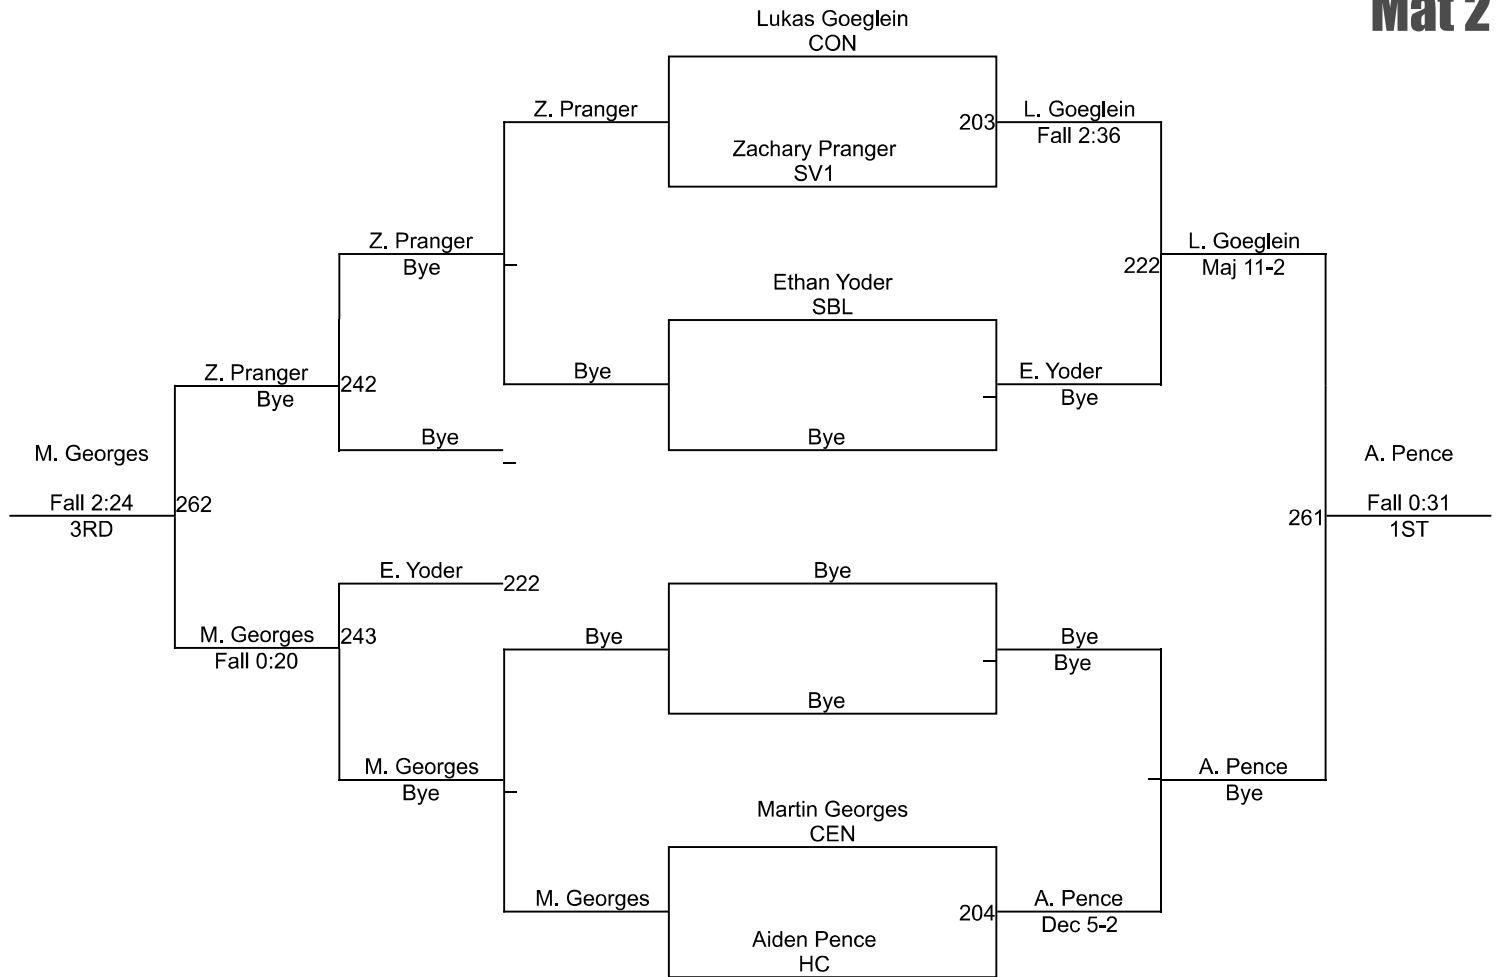 Mat 2
Lukas Goeglein
CON
Z. Pranger
203
L. Goeglein
Fall 2:36
Zachary Pranger
SV1
Z. Pranger
Bye
222
L. Goeglein
Maj 11-2
Ethan Yoder
SBL
Z. Pranger
Bye
242
Bye
E. Yoder
Bye
Bye
Bye
M. Georges
Fall 2:24
3RD
262
A. Pence
Fall 0:31
1ST
261
E. Yoder
222
Bye
M. Georges
Fall 0:20
243
Bye
Bye
Bye
Bye
M. Georges
Bye
A. Pence
Bye
Martin Georges
CEN
M. Georges
204
A. Pence
Dec 5-2
Aiden Pence
HC